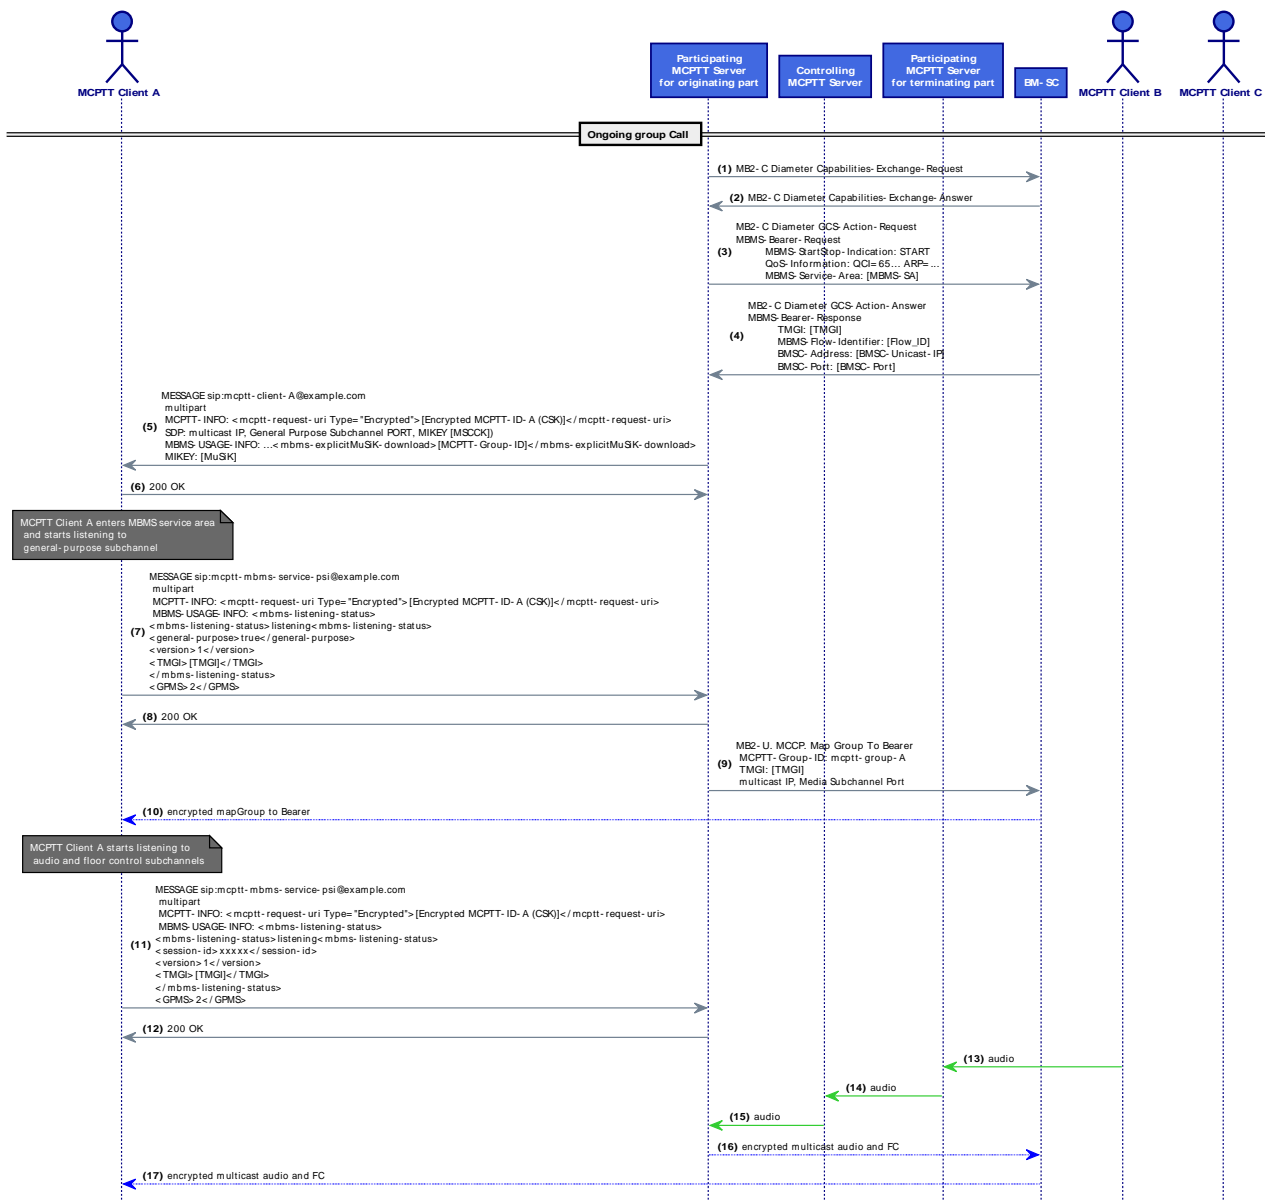 MCPTT Client A
Participating
MCPTT Server
for originating part
Controlling
MCPTT Server
Participating
MCPTT Server
for terminating part
BM-SC
MCPTT Client B
MCPTT Client C
Ongoing group Call
(1) MB2-C Diameter Capabilities-Exchange-Request
(2) MB2-C Diameter Capabilities-Exchange-Answer
MB2-C Diameter GCS-Action-Request
MBMS-Bearer-Request
(3) MBMS-StartStop-Indication: START
QoS-Information: QCI=65... ARP=...
MBMS-Service-Area: [MBMS-SA]
MB2-C Diameter GCS-Action-Answer
MBMS-Bearer-Response
TMGI: [TMGI]
(4) MBMS-Flow-Identifier: [Flow_ID]
BMSC-Address: [BMSC-Unicast-IP]
BMSC-Port: [BMSC-Port]
MESSAGE sip:mcptt-client-A@example.com
multipart
MCPTT-INFO: <mcptt-request-uri Type="Encrypted">[Encrypted MCPTT-ID-A (CSK)]</mcptt-request-uri>
(5) SDP: multicast IP, General Purpose Subchannel PORT, MIKEY [MSCCK])
MBMS-USAGE-INFO: ...<mbms-explicitMuSiK-download>[MCPTT-Group-ID]</mbms-explicitMuSiK-download>
MIKEY: [MuSiK]
(6) 200 OK
MCPTT Client A enters MBMS service area
and starts listening to
general-purpose subchannel
MESSAGE sip:mcptt-mbms-service-psi@example.com
multipart
MCPTT-INFO: <mcptt-request-uri Type="Encrypted">[Encrypted MCPTT-ID-A (CSK)]</mcptt-request-uri>
MBMS-USAGE-INFO: <mbms-listening-status>
(7) <mbms-listening-status>listening<mbms-listening-status>
<general-purpose>true</general-purpose>
<version>1</version>
<TMGI>[TMGI]</TMGI>
</mbms-listening-status>
<GPMS>2</GPMS>
(8) 200 OK
MB2-U. MCCP. Map Group To Bearer
MCPTT-Group-ID: mcptt-group-A
(9) TMGI: [TMGI]
multicast IP, Media Subchannel Port
(10) encrypted mapGroup to Bearer
MCPTT Client A starts listening to
audio and floor control subchannels
MESSAGE sip:mcptt-mbms-service-psi@example.com
multipart
MCPTT-INFO: <mcptt-request-uri Type="Encrypted">[Encrypted MCPTT-ID-A (CSK)]</mcptt-request-uri>
MBMS-USAGE-INFO: <mbms-listening-status>
(11) <mbms-listening-status>listening<mbms-listening-status>
<session-id>xxxxx</session-id>
<version>1</version>
<TMGI>[TMGI]</TMGI>
</mbms-listening-status>
<GPMS>2</GPMS>
(12) 200 OK
(13) audio
(14) audio
(15) audio
(16) encrypted multicast audio and FC
(17) encrypted multicast audio and FC